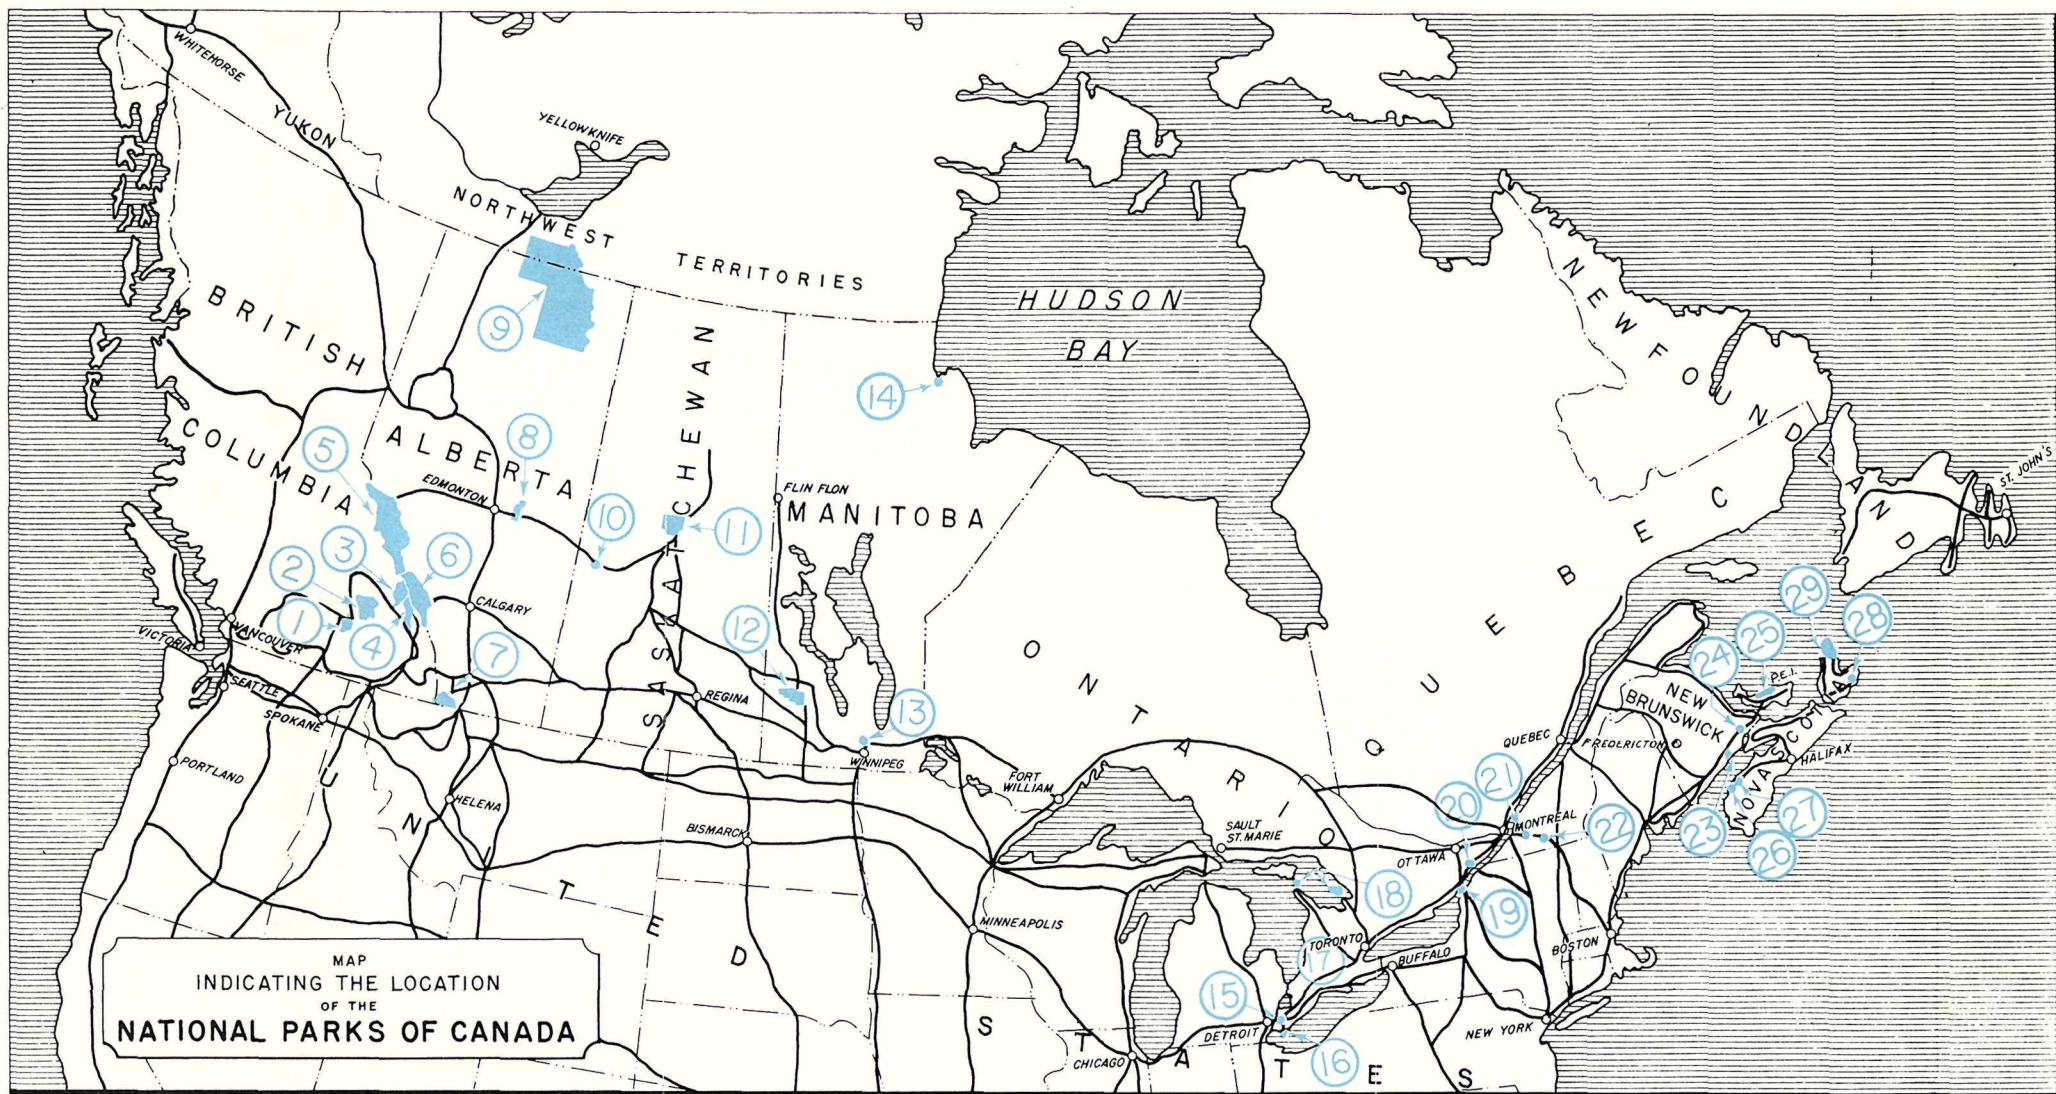 WHITEHORSE
YUKON
YELLOWKNIFE
NORTHWEST
TERRITORIES
HUDSON
BAY
BRITISH
COLUMBIA
ALBERTA
SASKATCHEWAN
MANITOBA
ONTARIO
QUEBEC
NEWFOUNDLAND
ST. JOHN'S
9
14
5
8
EDMONTON
10
11
FLIN FLON
3
6
2
1
4
CALGARY
7
12
13
VICTORIA
VANCOUVER
SEATTLE
SPOKANE
PORTLAND
HELENA
REGINA
WINNIPEG
BISMARCK
FORT
WILLIAM
SAULT
ST. MARIE
MINNEAPOLIS
CHICAGO
DETROIT
TORONTO
BUFFALO
OTTAWA
MONTREAL
QUEBEC
BOSTON
NEW YORK
NEW
BRUNSWICK
FREDERICTON
P.E.I.
NOVA SCOTIA
HALIFAX
29
28
25
24
21
20
22
23
27
26
18
19
17
15
16
UNITED
STATES
MAP
INDICATING THE LOCATION
OF THE
NATIONAL PARKS OF CANADA